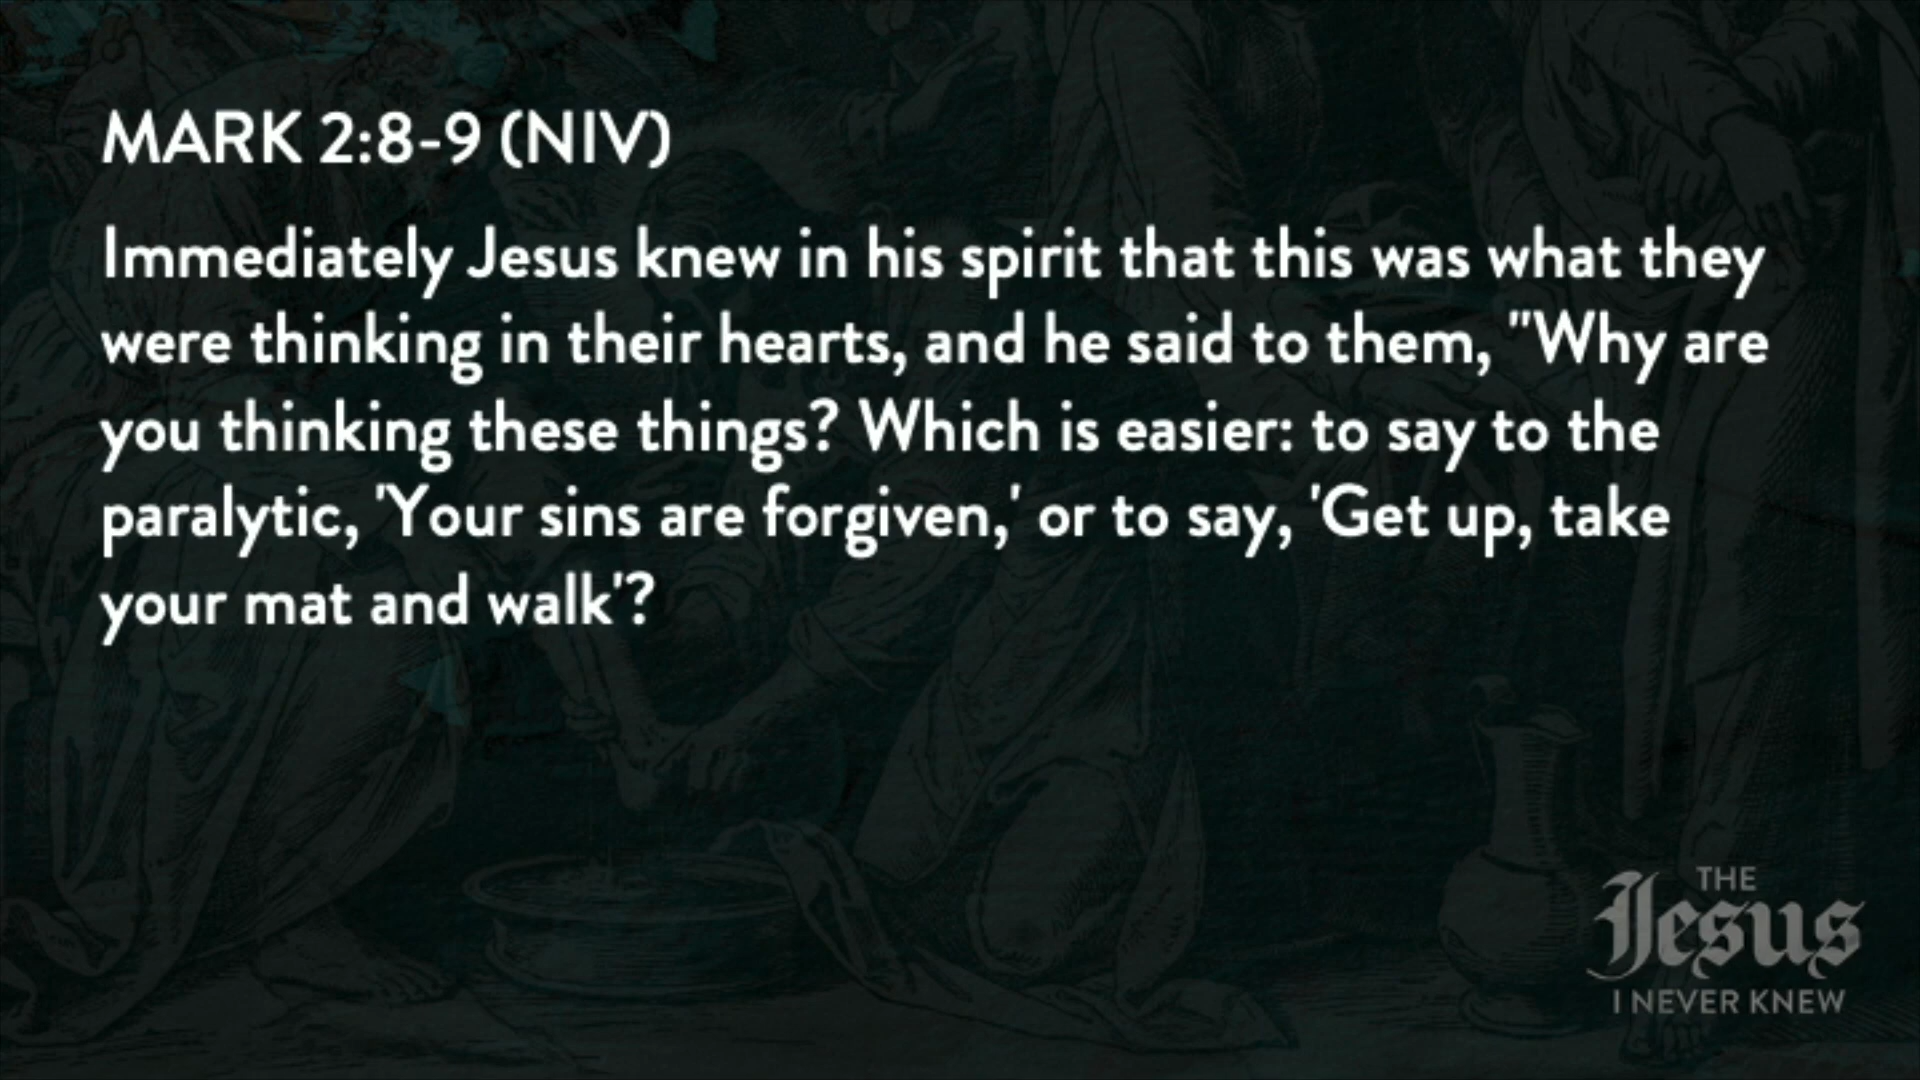 MARK 2:8-9 (NIV)
Immediately Jesus knew in his spirit that this was what they
were thinking in their hearts, and he said to them, "Why are
you thinking these things? Which is easier: to say to the
paralytic, 'Your sins are forgiven,' or to say, 'Get up, take
your mat and walk'?
THE
Jesus
I NEVER KNEW